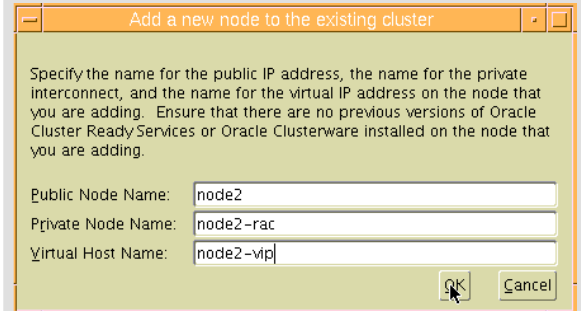 Add a new node to the existing cluster
Specify the name for the public IP address, the name for the private
interconnect, and the name for the virtual IP address on the node that
you are adding. Ensure that there are no previous versions of Oracle
Cluster Ready Services or Oracle Clusterware installed on the node that
you are adding.
Public Node Name: node2
Private Node Name: node2-rac
Virtual Host Name: node2-vip
OK Cancel